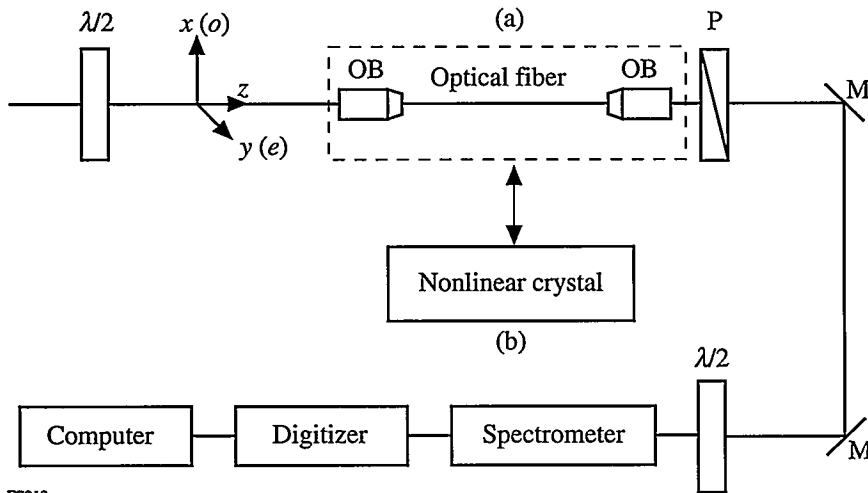 (a)
λ/2
P
x (o)
OB
Optical fiber
OB
M
z
y (e)
Nonlinear crystal
(b)
λ/2
Computer
Digitizer
Spectrometer
M